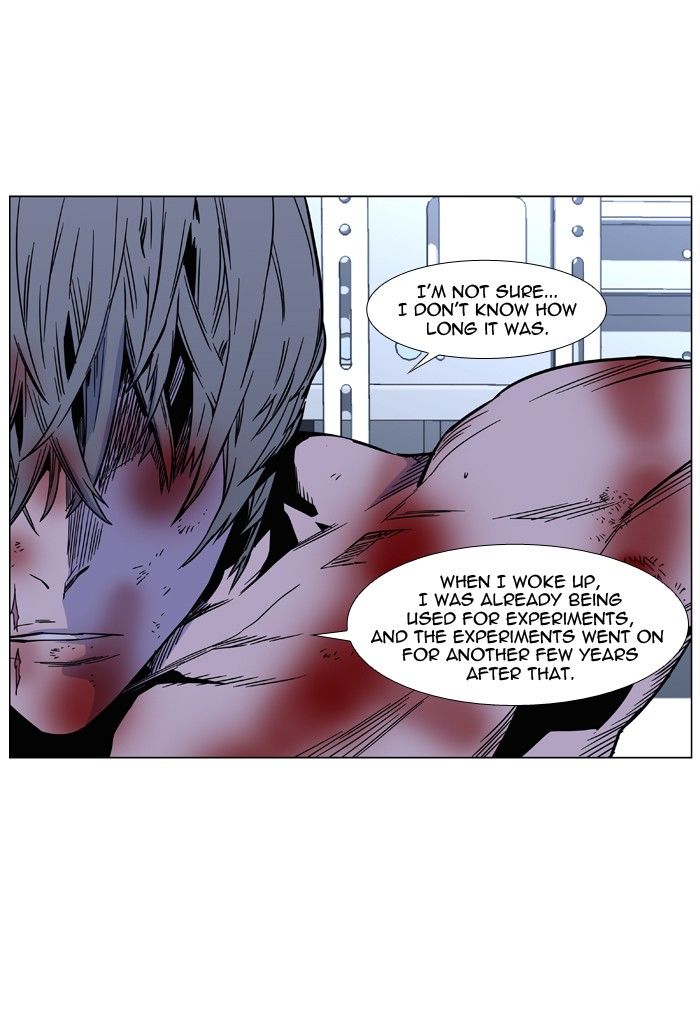 I'M NOT SURE...
I DON'T KNOW HOW
LONG IT WAS.
WHEN I WOKE UP,
I WAS ALREADY BEING
USED FOR EXPERIMENTS,
AND THE EXPERIMENTS WENT ON
FOR ANOTHER FEW YEARS
AFTER THAT.